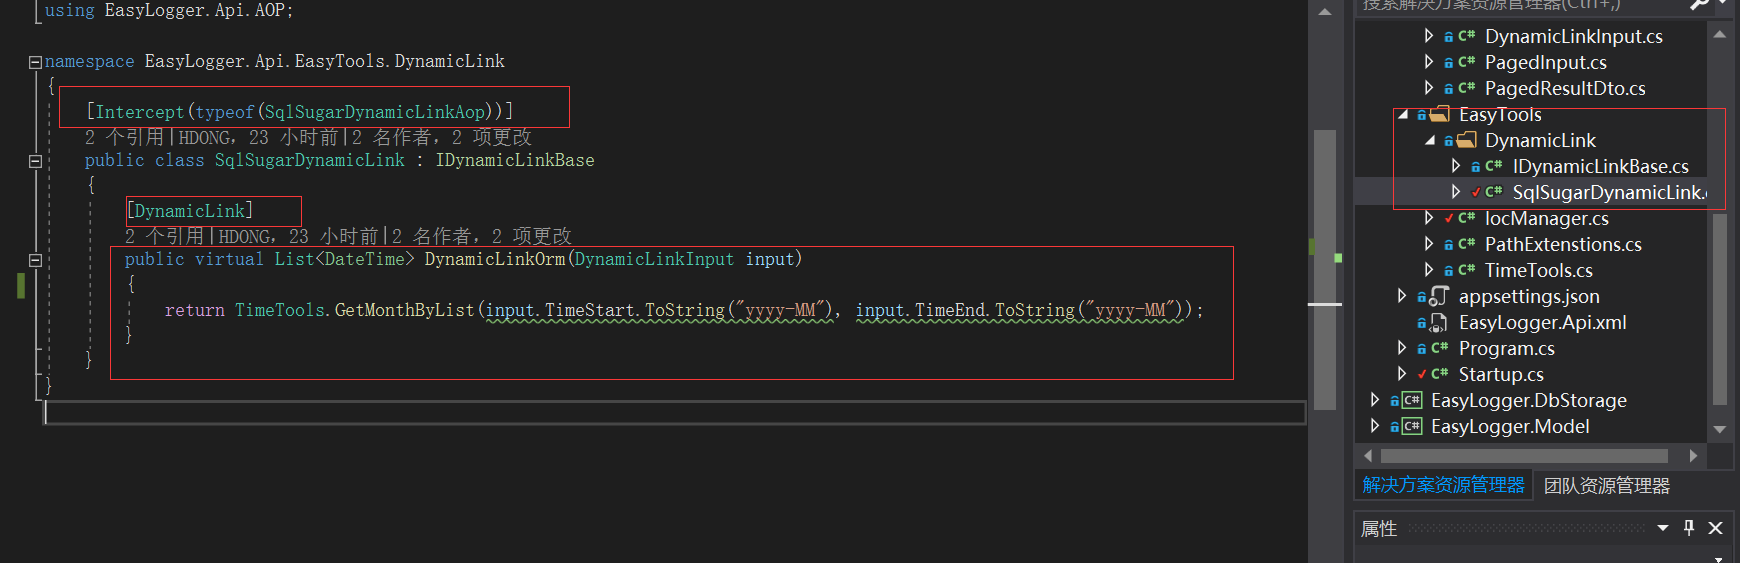 using EasyLogger.Api.AOP;
namespace EasyLogger.Api.EasyTools.DynamicLink
{
[Intercept(typeof(SqlSugarDynamicLinkAop))]
2 个引用|HDONG, 23 小时前|2 名作者, 2 项更改
public class SqlSugarDynamicLink : IDynamicLinkBase
{
[DynamicLink]
2 个引用|HDONG, 23 小时前|2 名作者, 2 项更改
public virtual List<DateTime> DynamicLinkOrm(DynamicLinkInput input)
{
return TimeTools.GetMonthByList(input.TimeStart.ToString("yyyy-MM"), input.TimeEnd.ToString("yyyy-MM"));
}
}
}
搜索解决方案资源管理器(Ctrl+;)
C# DynamicLinkInput.cs
C# PagedInput.cs
C# PagedResultDto.cs
EasyTools
DynamicLink
C# IDynamicLinkBase.cs
C# SqlSugarDynamicLink.
C# IocManager.cs
C# PathExtenstions.cs
C# TimeTools.cs
appsettings.json
EasyLogger.Api.xml
C# Program.cs
C# Startup.cs
C# EasyLogger.DbStorage
C# EasyLogger.Model
解决方案资源管理器 团队资源管理器
属性